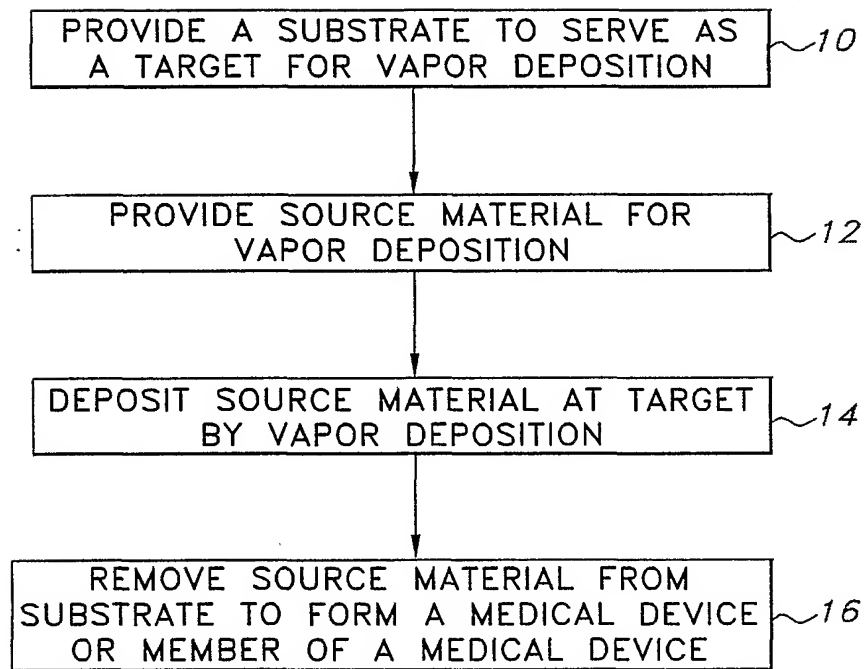 PROVIDE A SUBSTRATE TO SERVE AS
A TARGET FOR VAPOR DEPOSITION
10
PROVIDE SOURCE MATERIAL FOR
VAPOR DEPOSITION
12
DEPOSIT SOURCE MATERIAL AT TARGET
BY VAPOR DEPOSITION
14
REMOVE SOURCE MATERIAL FROM
SUBSTRATE TO FORM A MEDICAL DEVICE
OR MEMBER OF A MEDICAL DEVICE
16